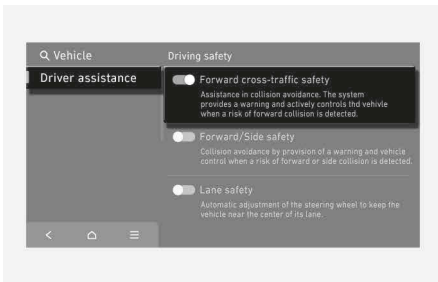 Vehicle
Driving safety
Driver assistance
Forward cross-traffic safety
Assistance in collision avoidance. The system
provides a warning and actively controls thd vehivle
when a risk of forward collision is detected.
Forward/Side safety
Collision avoidance by provision of a warning and vehicle
control when a risk of forward or side collision is detected.
Lane safety
Automatic adjustment of the steering wheel to keep the
vehicle near the center of its lane.